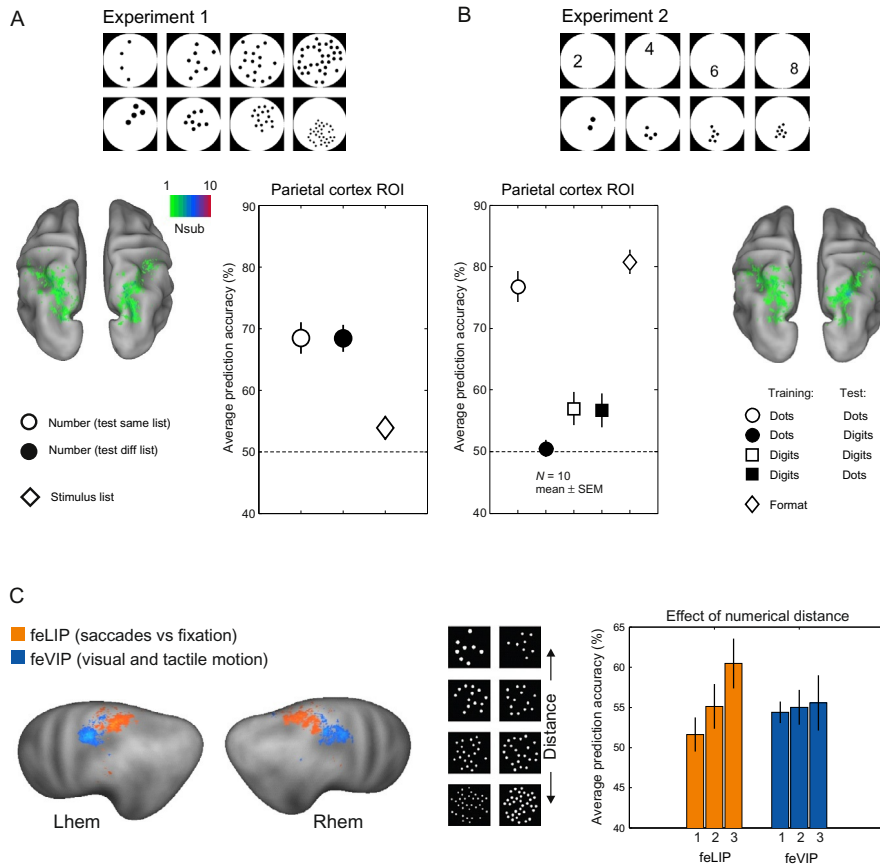 A
Experiment 1
1 10
Nsub
Parietal cortex ROI
Average prediction accuracy (%)
90
80
70
60
50
40
Number (test same list)
Number (test diff list)
Stimulus list
B
Experiment 2
2 4 6 8
Parietal cortex ROI
Average prediction accuracy (%)
90
80
70
60
50
40
N = 10
mean ± SEM
Training: Test:
Dots Dots
Dots Digits
Digits Digits
Digits Dots
Format
C
feLIP (saccades vs fixation)
feVIP (visual and tactile motion)
Lhem Rhem
Distance
Effect of numerical distance
Average prediction accuracy (%)
65
60
55
50
45
40
1 2 3 1 2 3
feLIP feVIP